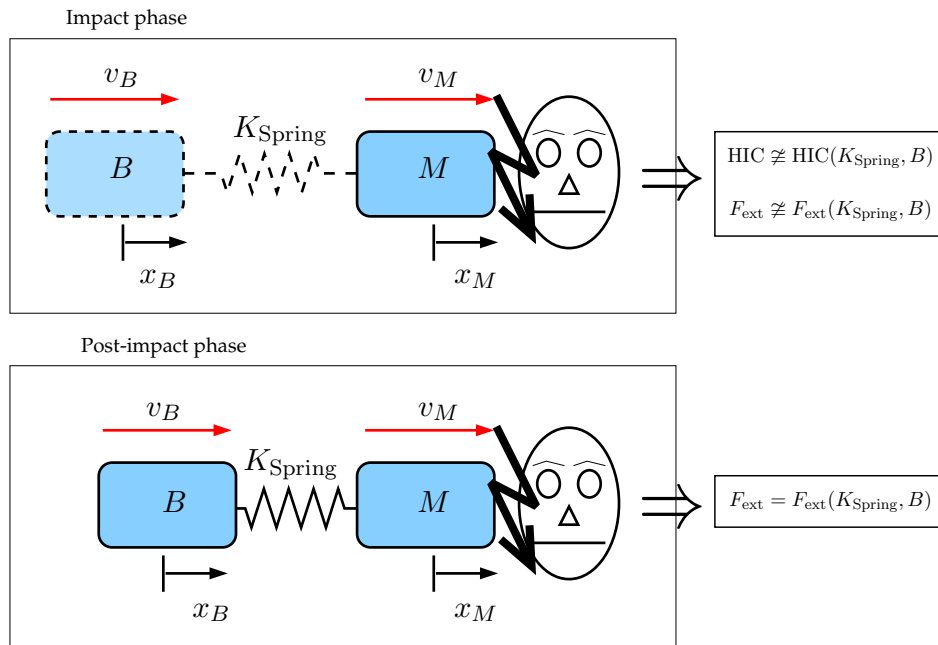 Impact phase
v_B
v_M
K_Spring
B
M
x_B
x_M
HIC ≇ HIC(K_Spring, B)
F_ext ≇ F_ext(K_Spring, B)
Post-impact phase
v_B
v_M
K_Spring
B
M
x_B
x_M
F_ext = F_ext(K_Spring, B)